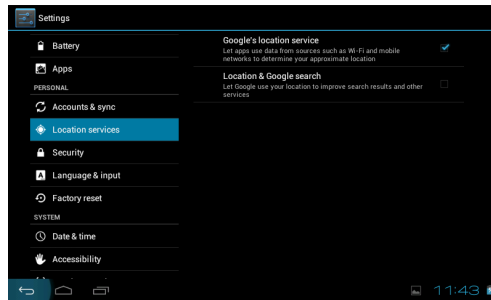 Settings
Battery
Apps
PERSONAL
Accounts & sync
Location services
Security
Language & input
Factory reset
SYSTEM
Date & time
Accessibility
Google's location service
Let apps use data from sources such as Wi-Fi and mobile
networks to determine your approximate location
Location & Google search
Let Google use your location to improve search results and other
services
11:43